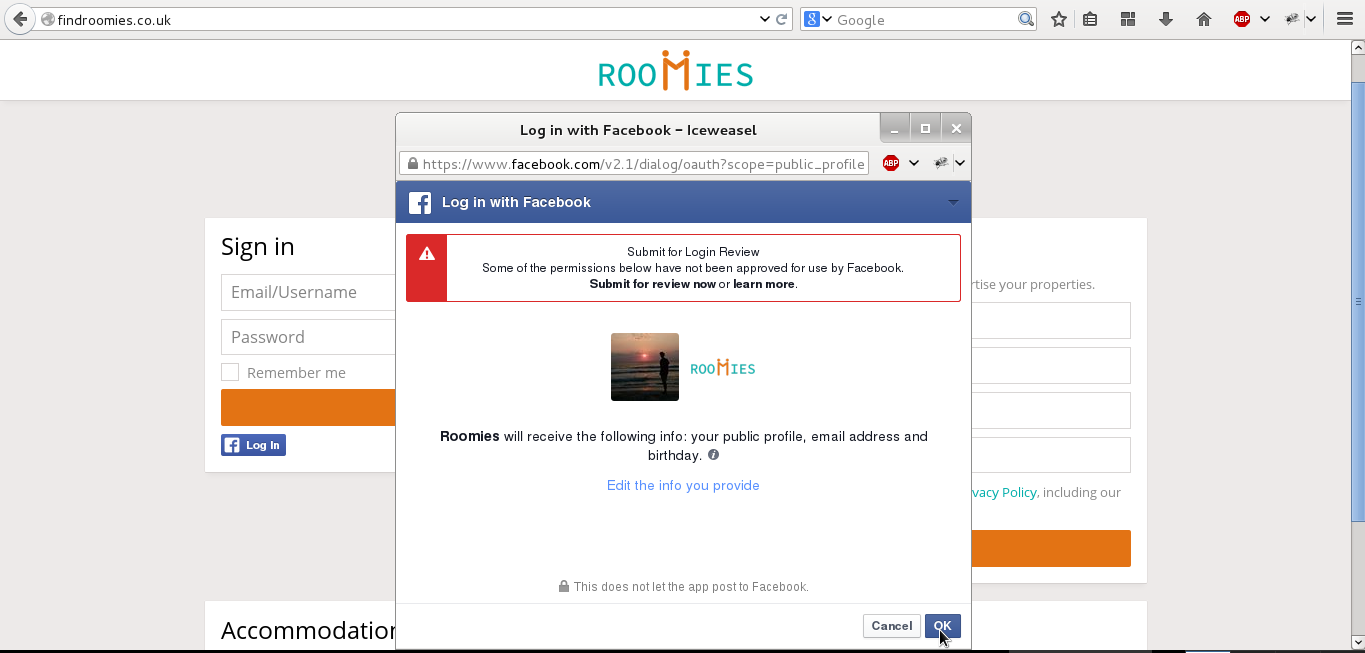 findroomies.co.uk
Google
ABP
ROOMIES
Log in with Facebook – Iceweasel
https://www.facebook.com/v2.1/dialog/oauth?scope=public_profile
ABP
Log in with Facebook
Submit for Login Review
Some of the permissions below have not been approved for use by Facebook.
Submit for review now or learn more.
ROOMIES
Roomies will receive the following info: your public profile, email address and
birthday.
Edit the info you provide
This does not let the app post to Facebook.
Cancel
OK
Sign in
Email/Username
Password
Remember me
Log In
rtise your properties.
vacy Policy, including our
Accommodation